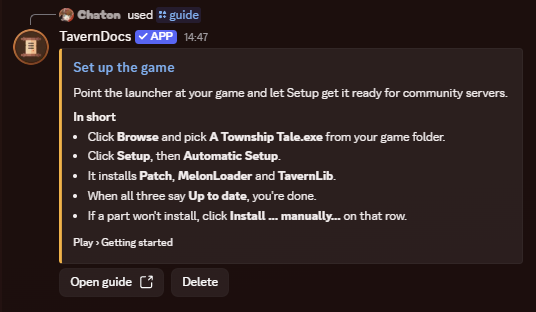 Chaton used guide
TavernDocs APP 14:47
Set up the game
Point the launcher at your game and let Setup get it ready for community servers.
In short
• Click Browse and pick A Township Tale.exe from your game folder.
• Click Setup, then Automatic Setup.
• It installs Patch, MelonLoader and TavernLib.
• When all three say Up to date, you're done.
• If a part won't install, click Install ... manually... on that row.
Play › Getting started
Open guide
Delete